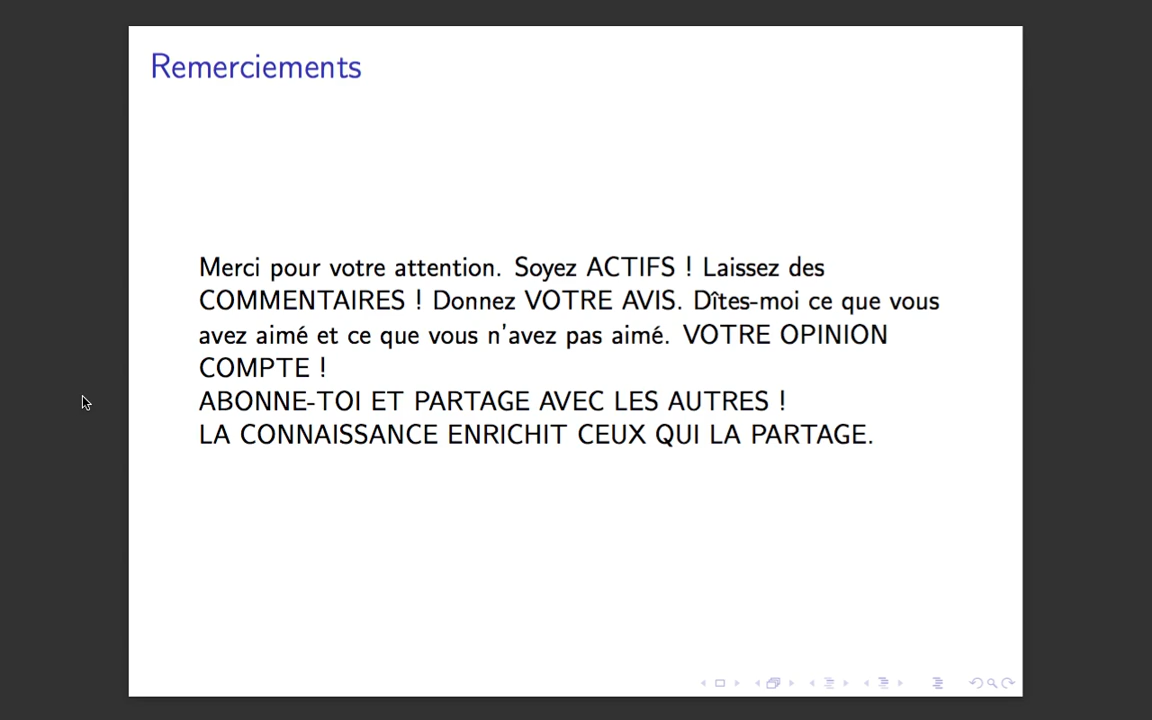 Remerciements
Merci pour votre attention. Soyez ACTIFS ! Laissez des
COMMENTAIRES ! Donnez VOTRE AVIS. Dîtes-moi ce que vous
avez aimé et ce que vous n'avez pas aimé. VOTRE OPINION
COMPTE !
ABONNE-TOI ET PARTAGE AVEC LES AUTRES !
LA CONNAISSANCE ENRICHIT CEUX QUI LA PARTAGE.